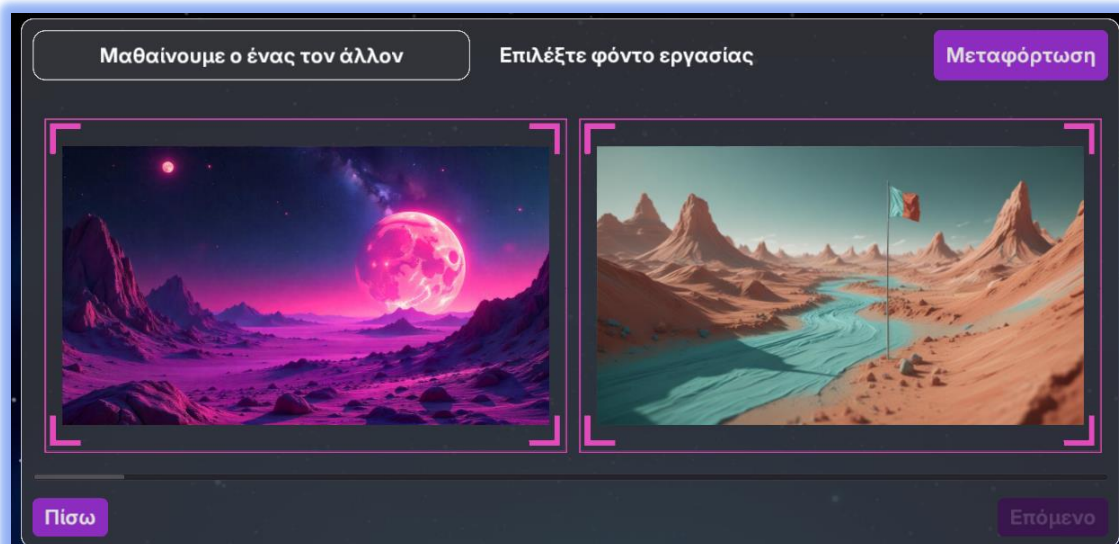 Μαθαίνουμε ο ένας τον άλλον
Επιλέξτε φόντο εργασίας
Μεταφόρτωση
Πίσω
Επόμενο